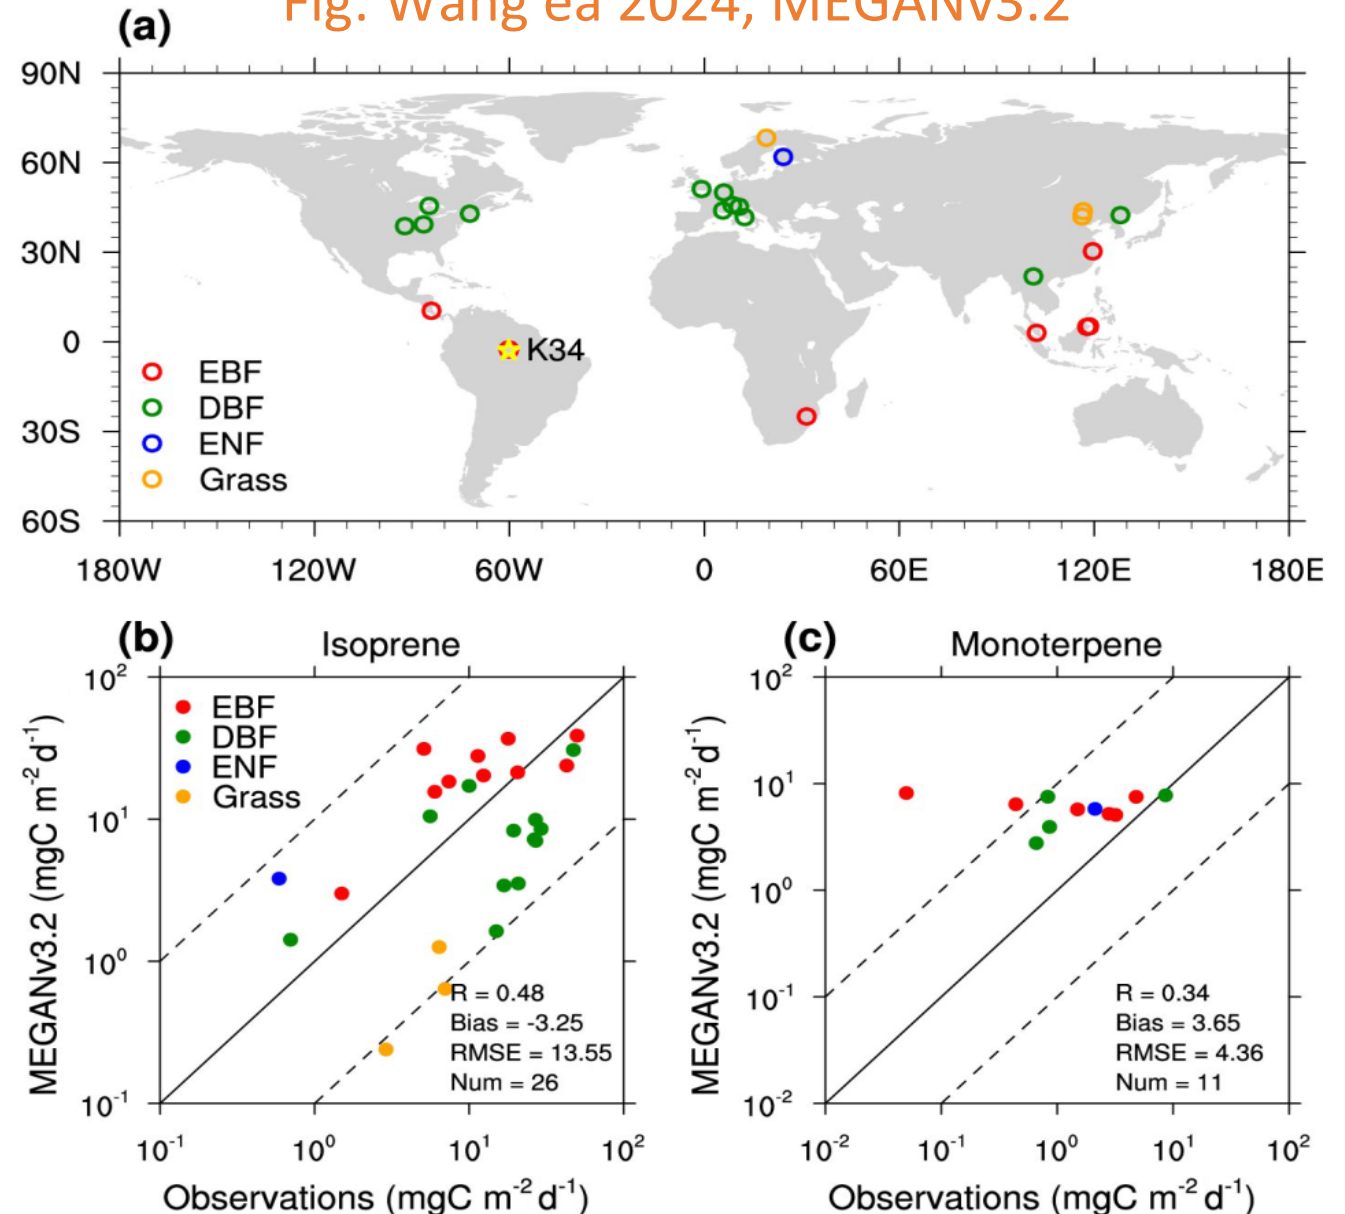 Fig. Wang ea 2024, MEGANv3.2
(a)
90N
60N
30N
0
30S
60S
K34
EBF
DBF
ENF
Grass
180W 120W 60W 0 60E 120E 180E
(b)
Isoprene
10² 10¹ 10⁰ 10⁻¹
MEGANv3.2 (mgC m⁻² d⁻¹)
EBF
DBF
ENF
Grass
R = 0.48
Bias = -3.25
RMSE = 13.55
Num = 26
10⁻¹ 10⁰ 10¹ 10²
Observations (mgC m⁻² d⁻¹)
(c)
Monoterpene
10² 10¹ 10⁰ 10⁻¹ 10⁻²
MEGANv3.2 (mgC m⁻² d⁻¹)
R = 0.34
Bias = 3.65
RMSE = 4.36
Num = 11
10⁻² 10⁻¹ 10⁰ 10¹ 10²
Observations (mgC m⁻² d⁻¹)